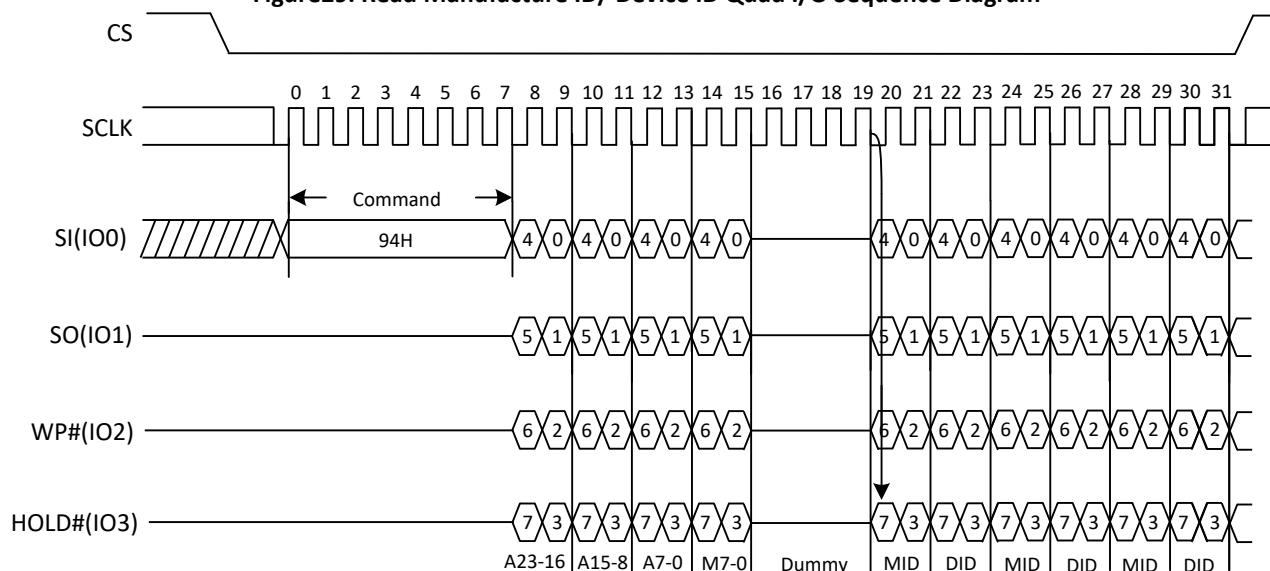 Figure29. Read Manufacture ID/ Device ID Quad I/O Sequence Diagram
CS
0 1 2 3 4 5 6 7 8 9 10 11 12 13 14 15 16 17 18 19 20 21 22 23 24 25 26 27 28 29 30 31
SCLK
Command
SI(IO0) 94H 4 0 4 0 4 0 4 0 4 0 4 0 4 0 4 0 4 0 4 0
SO(IO1) 5 1 5 1 5 1 5 1 5 1 5 1 5 1 5 1 5 1 5 1
WP#(IO2) 6 2 6 2 6 2 6 2 6 2 6 2 6 2 6 2 6 2 6 2
HOLD#(IO3) 7 3 7 3 7 3 7 3 7 3 7 3 7 3 7 3 7 3 7 3
A23-16 A15-8 A7-0 M7-0 Dummy MID DID MID DID MID DID